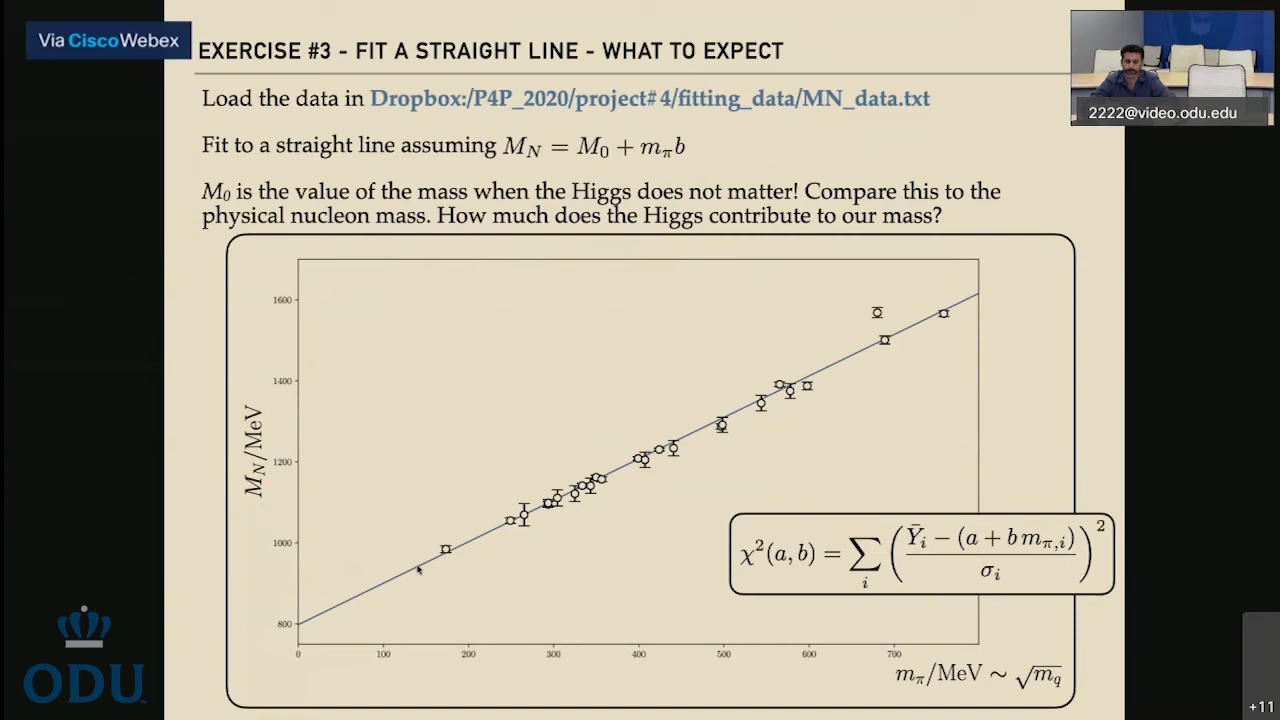 Via Cisco Webex
EXERCISE #3 - FIT A STRAIGHT LINE - WHAT TO EXPECT
2222@video.odu.edu
Load the data in Dropbox:/P4P_2020/project#4/fitting_data/MN_data.txt
Fit to a straight line assuming M_N = M_0 + m_π b
M_0 is the value of the mass when the Higgs does not matter! Compare this to the
physical nucleon mass. How much does the Higgs contribute to our mass?
M_N/MeV
1600
1400
1200
1000
800
0 100 200 300 400 500 600 700
m_π/MeV ∼ √m_q
χ²(a, b) = ∑_i ( (Ȳ_i − (a + b m_{π,i})) / σ_i )²
ODU
+11